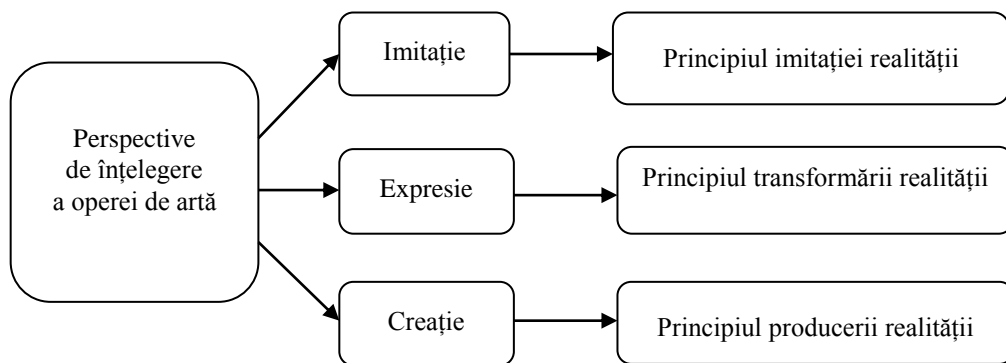 Perspective
de înțelegere
a operei de artă
Imitație
Principiul imitației realității
Expresie
Principiul transformării realității
Creație
Principiul producerii realității